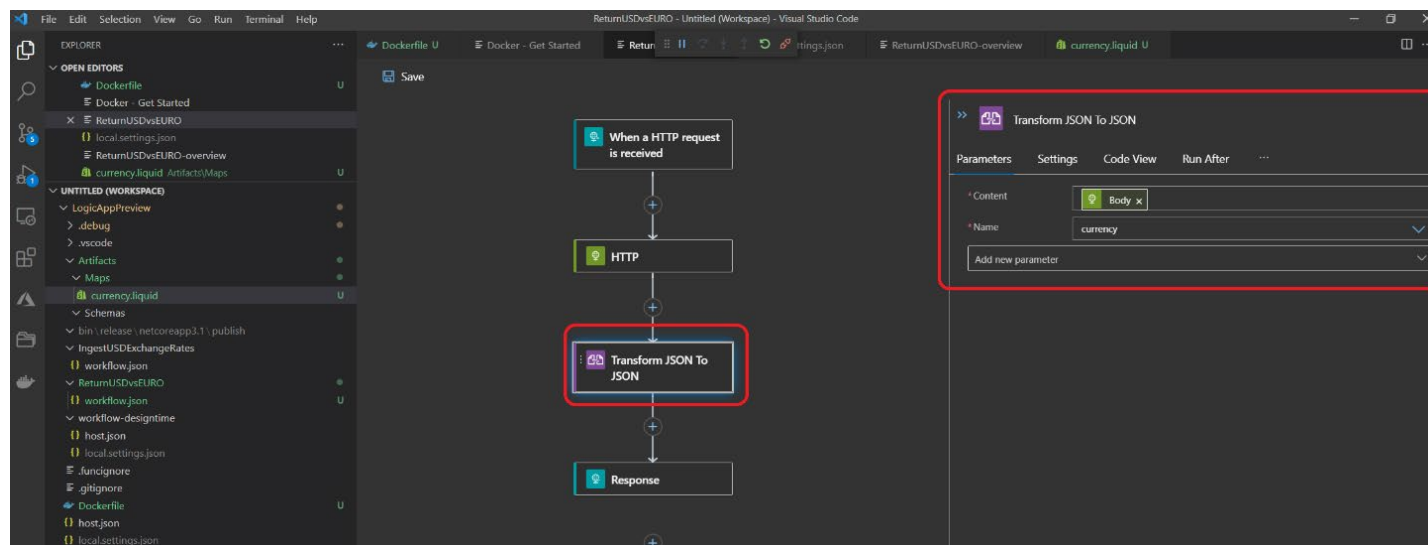 File Edit Selection View Go Run Terminal Help
ReturnUSDvsEURO - Untitled (Workspace) - Visual Studio Code
EXPLORER
Dockerfile U
Docker - Get Started
Retur
ttings.json
ReturnUSDvsEURO-overview
currency.liquid U
OPEN EDITORS
Dockerfile U
Docker - Get Started
ReturnUSDvsEURO
local.settings.json
ReturnUSDvsEURO-overview
currency.liquid Artifacts\Maps U
UNTITLED (WORKSPACE)
LogicAppPreview
.debug
.vscode
Artifacts
Maps
currency.liquid U
Schemas
bin \ release \ netcoreapp3.1 \ publish
IngestUSDExchangeRates
workflow.json
ReturnUSDvsEURO
workflow.json U
workflow-designtime
host.json
local.settings.json
.funcignore
.gitignore
Dockerfile U
host.json
local.settings.json
5
1
Save
When a HTTP request
is received
HTTP
Transform JSON To
JSON
Response
Transform JSON To JSON
Parameters Settings Code View Run After ...
* Content Body x
* Name currency
Add new parameter